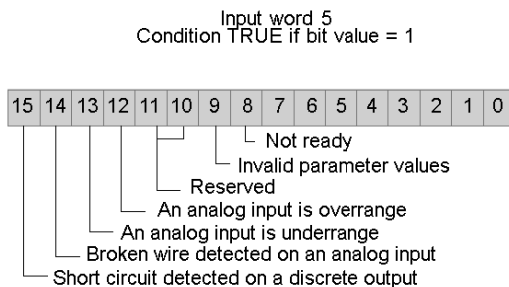 Input word 5
Condition TRUE if bit value = 1
15 14 13 12 11 10 9 8 7 6 5 4 3 2 1 0
Not ready
Invalid parameter values
Reserved
An analog input is overrange
An analog input is underrange
Broken wire detected on an analog input
Short circuit detected on a discrete output